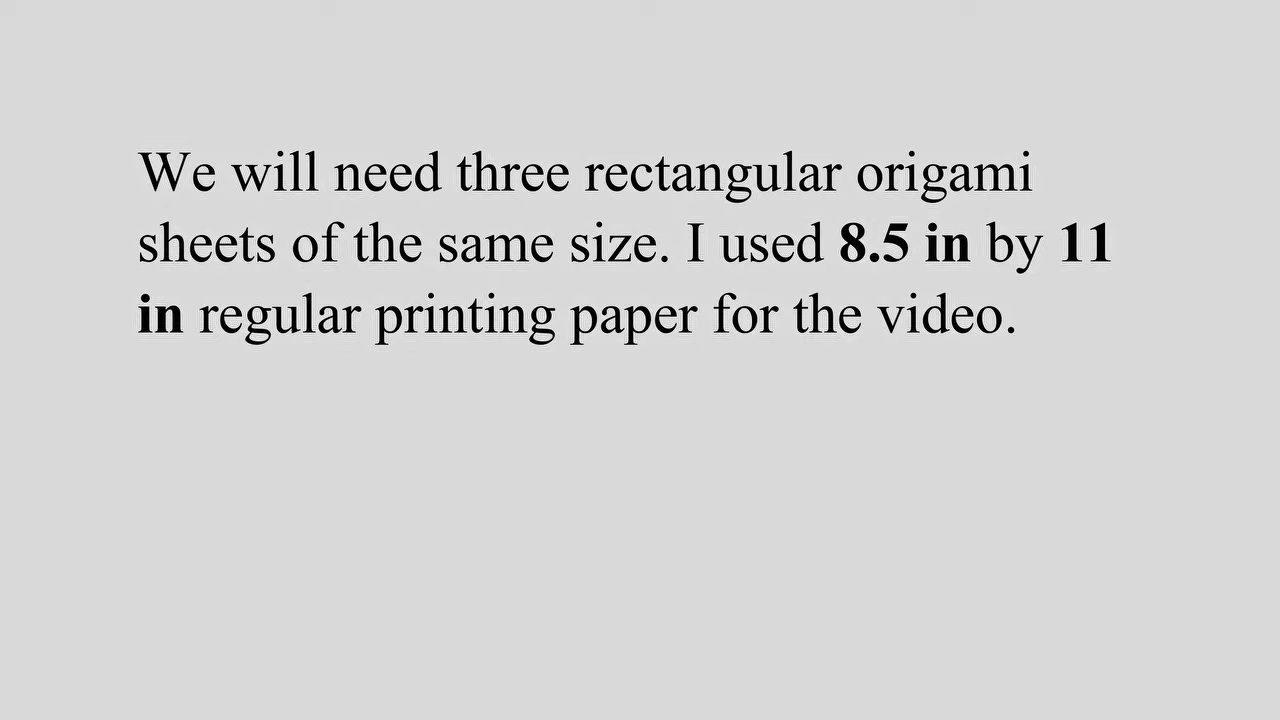 We will need three rectangular origami
sheets of the same size. I used 8.5 in by 11
in regular printing paper for the video.